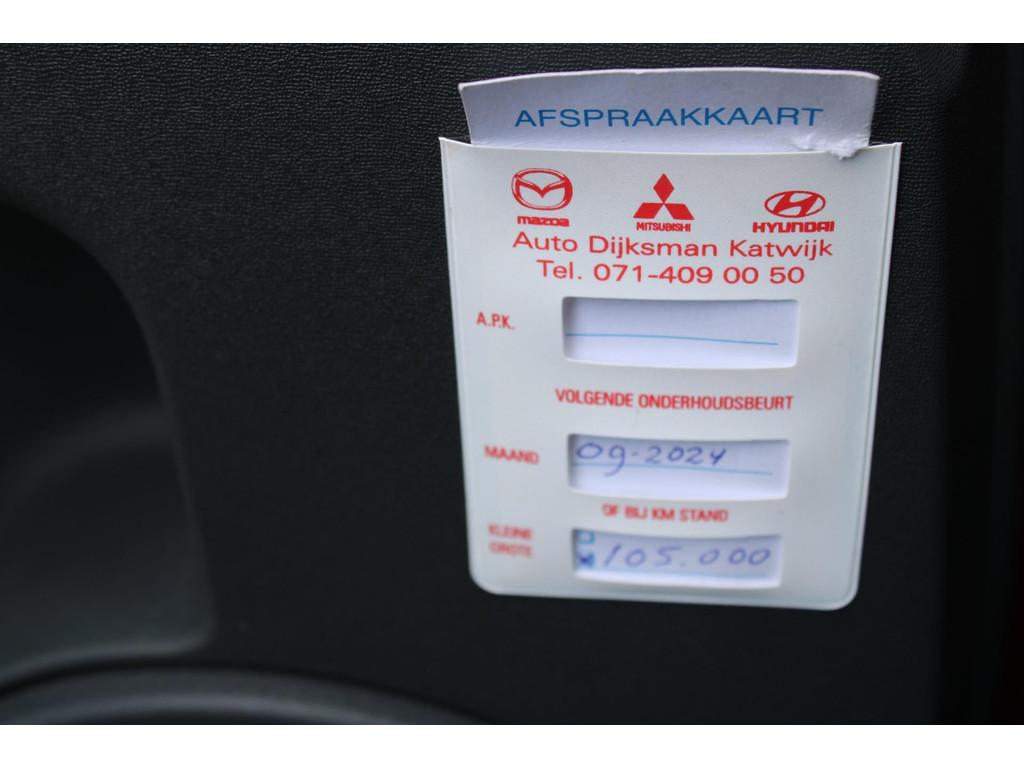 AFSPRAAKKAART
mazda MITSUBISHI HYUNDAI
Auto Dijksman Katwijk
Tel. 071-409 00 50
A.P.K.
VOLGENDE ONDERHOUDSBEURT
MAAND 09-2024
OF BIJ KM STAND
KLEINE
GROTE 105.000